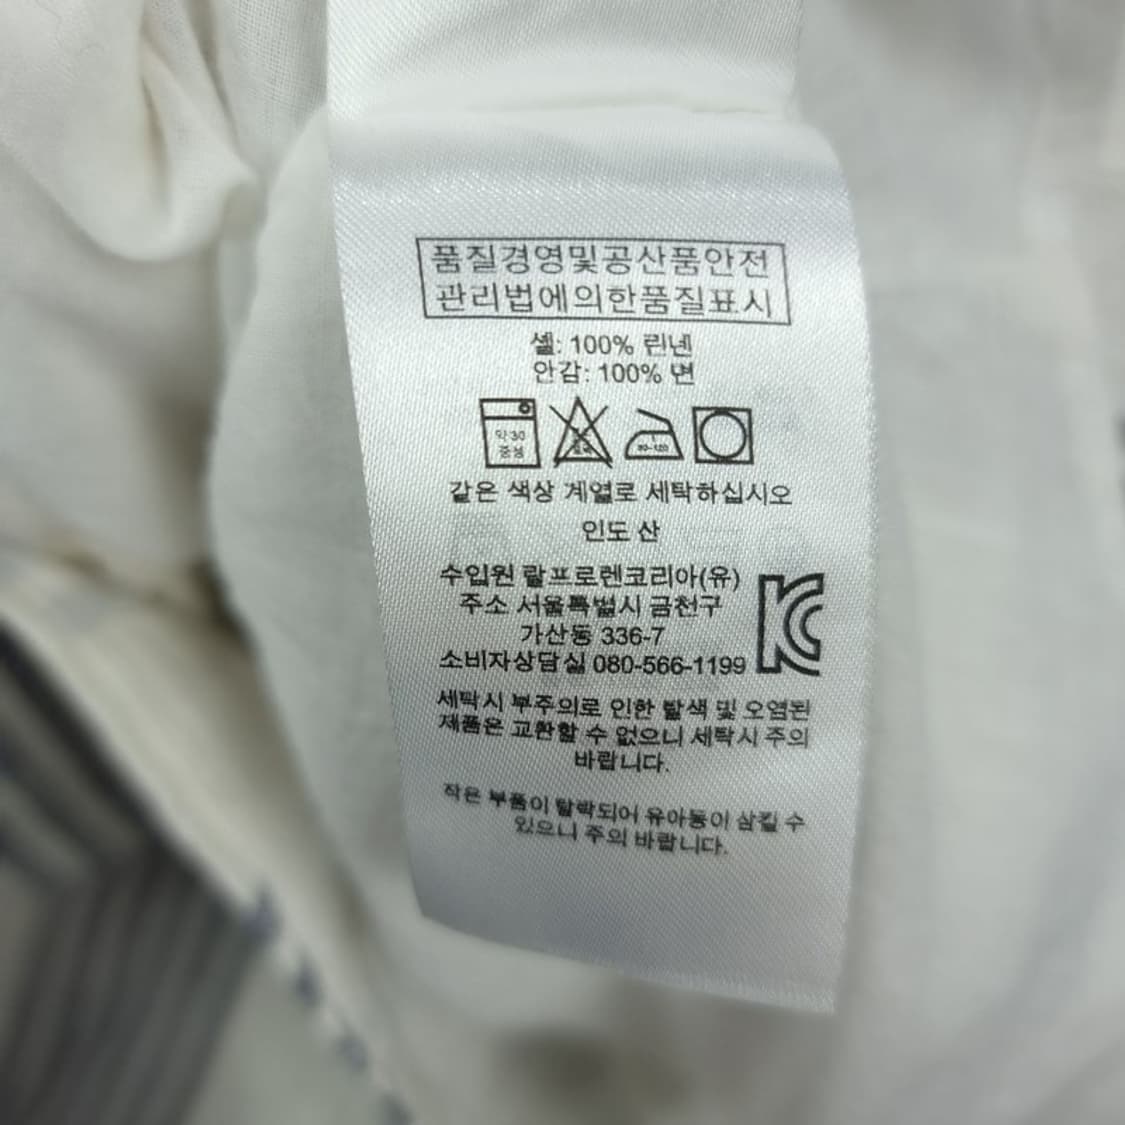 품질경영및공산품안전
관리법에의한품질표시
셸: 100% 린넨
안감: 100% 면
약 30
중성
80~120
같은 색상 계열로 세탁하십시오
인도 산
수입원 랄프로렌코리아(유)
주소 서울특별시 금천구
가산동 336-7
소비자상담실 080-566-1199
세탁시 부주의로 인한 탈색 및 오염된
제품은 교환할 수 없으니 세탁시 주의
바랍니다.
작은 부품이 탈락되어 유아동이 삼킬 수
있으니 주의 바랍니다.